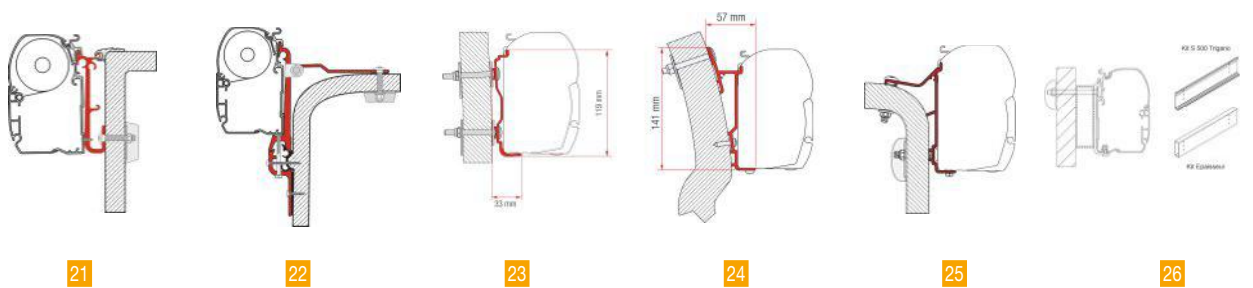 57 mm
119 mm
141 mm
33 mm
Kit S 500 Trigano
Kit Epaisseur
21
22
23
24
25
26